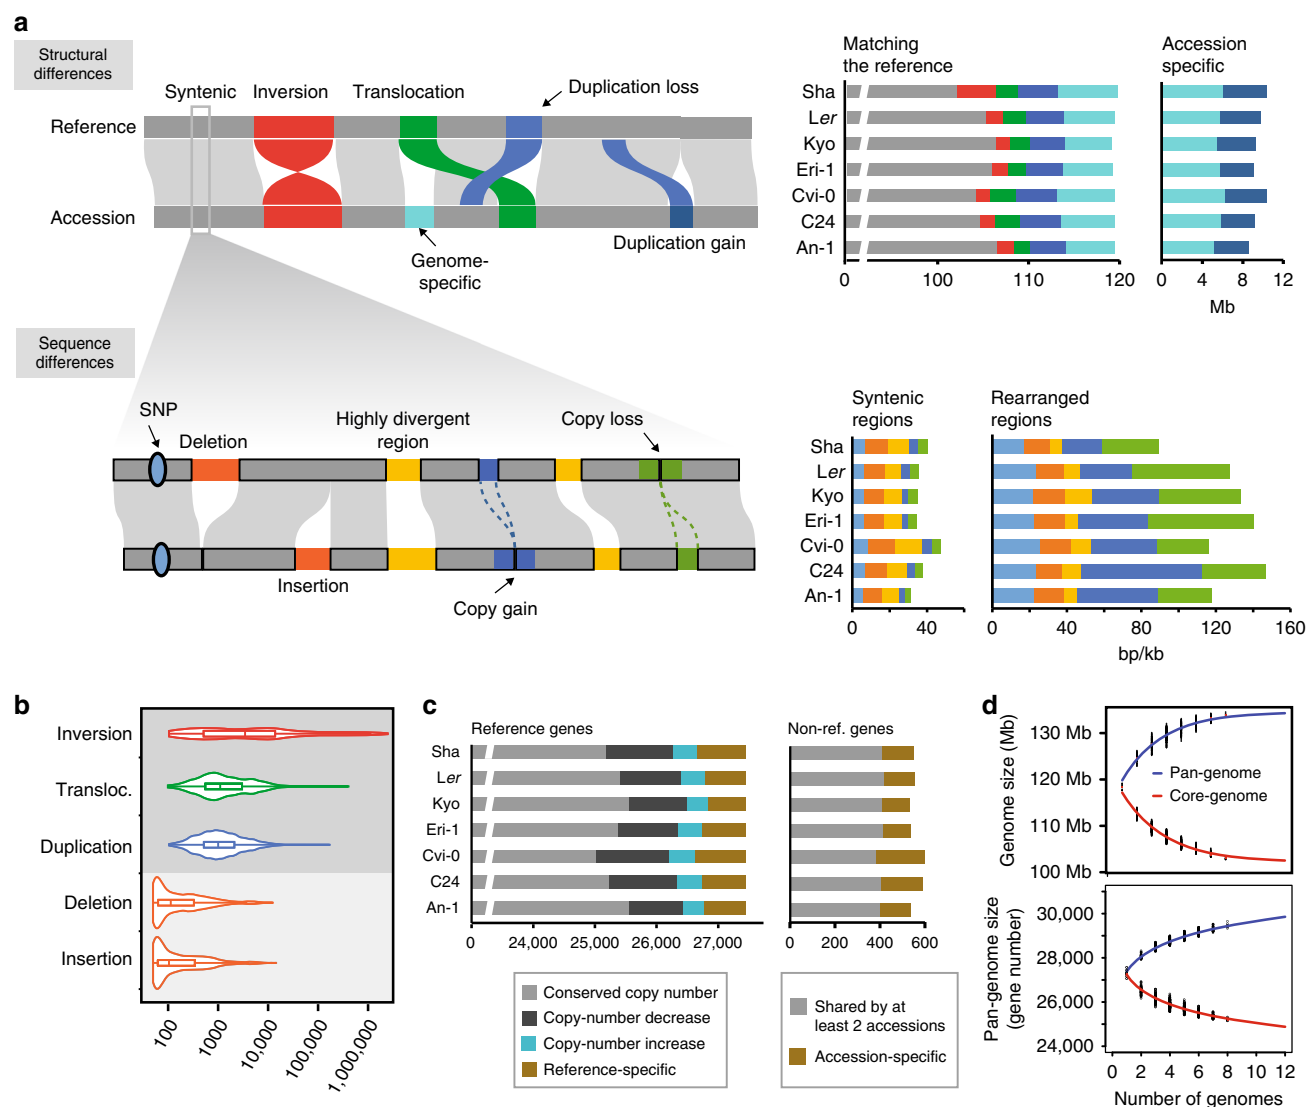 a
Structural
differences
Syntenic
Inversion
Translocation
Duplication loss
Reference
Accession
Genome-
specific
Duplication gain
Matching
the reference
Accession
specific
Sha
Ler
Kyo
Eri-1
Cvi-0
C24
An-1
0 100 110 120
0 4 8 12
Mb
Sequence
differences
SNP
Deletion
Highly divergent
region
Copy loss
Insertion
Copy gain
Syntenic
regions
Rearranged
regions
Sha
Ler
Kyo
Eri-1
Cvi-0
C24
An-1
0 40
0 40 80 120 160
bp/kb
b
Inversion
Transloc.
Duplication
Deletion
Insertion
100
1000
10,000
100,000
1,000,000
c
Reference genes
Non-ref. genes
Sha
Ler
Kyo
Eri-1
Cvi-0
C24
An-1
0 24,000 25,000 26,000 27,000
0 200 400 600
Conserved copy number
Copy-number decrease
Copy-number increase
Reference-specific
Shared by at
least 2 accessions
Accession-specific
d
Genome size (Mb)
130 Mb
120 Mb
110 Mb
100 Mb
Pan-genome
Core-genome
Pan-genome size
(gene number)
30,000
28,000
26,000
24,000
0 2 4 6 8 10 12
Number of genomes